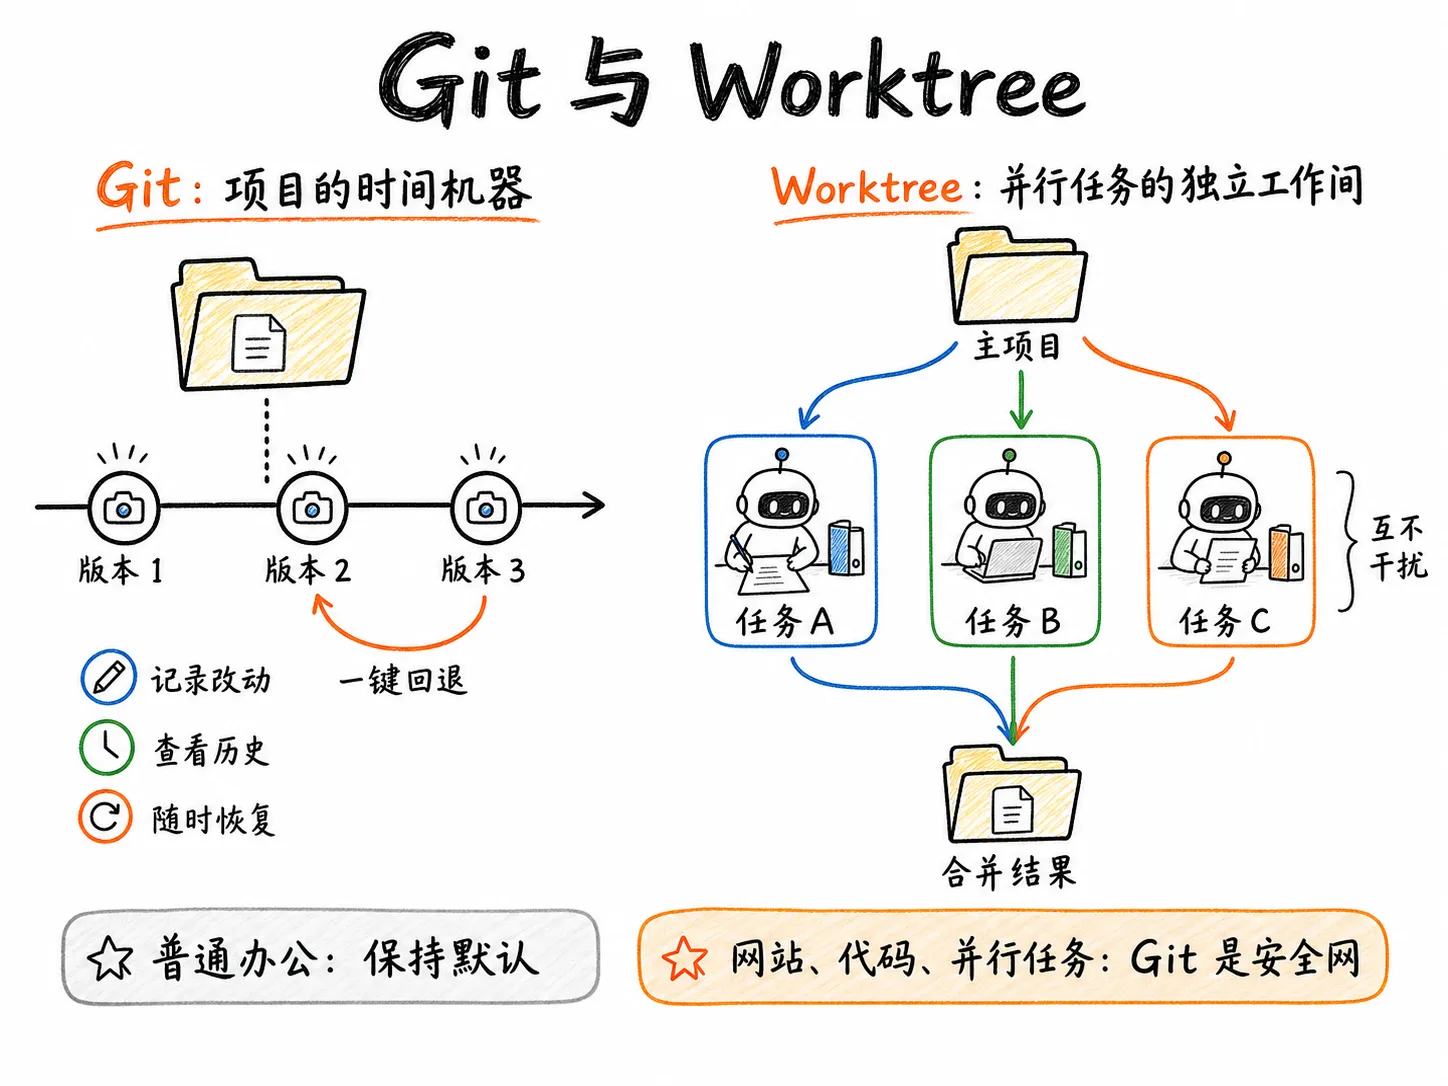 Git 与 Worktree
Git：项目的时间机器
版本 1
版本 2
版本 3
一键回退
记录改动
查看历史
随时恢复
Worktree：并行任务的独立工作间
主项目
任务 A
任务 B
任务 C
互不
干扰
合并结果
普通办公：保持默认
网站、代码、并行任务：Git 是安全网